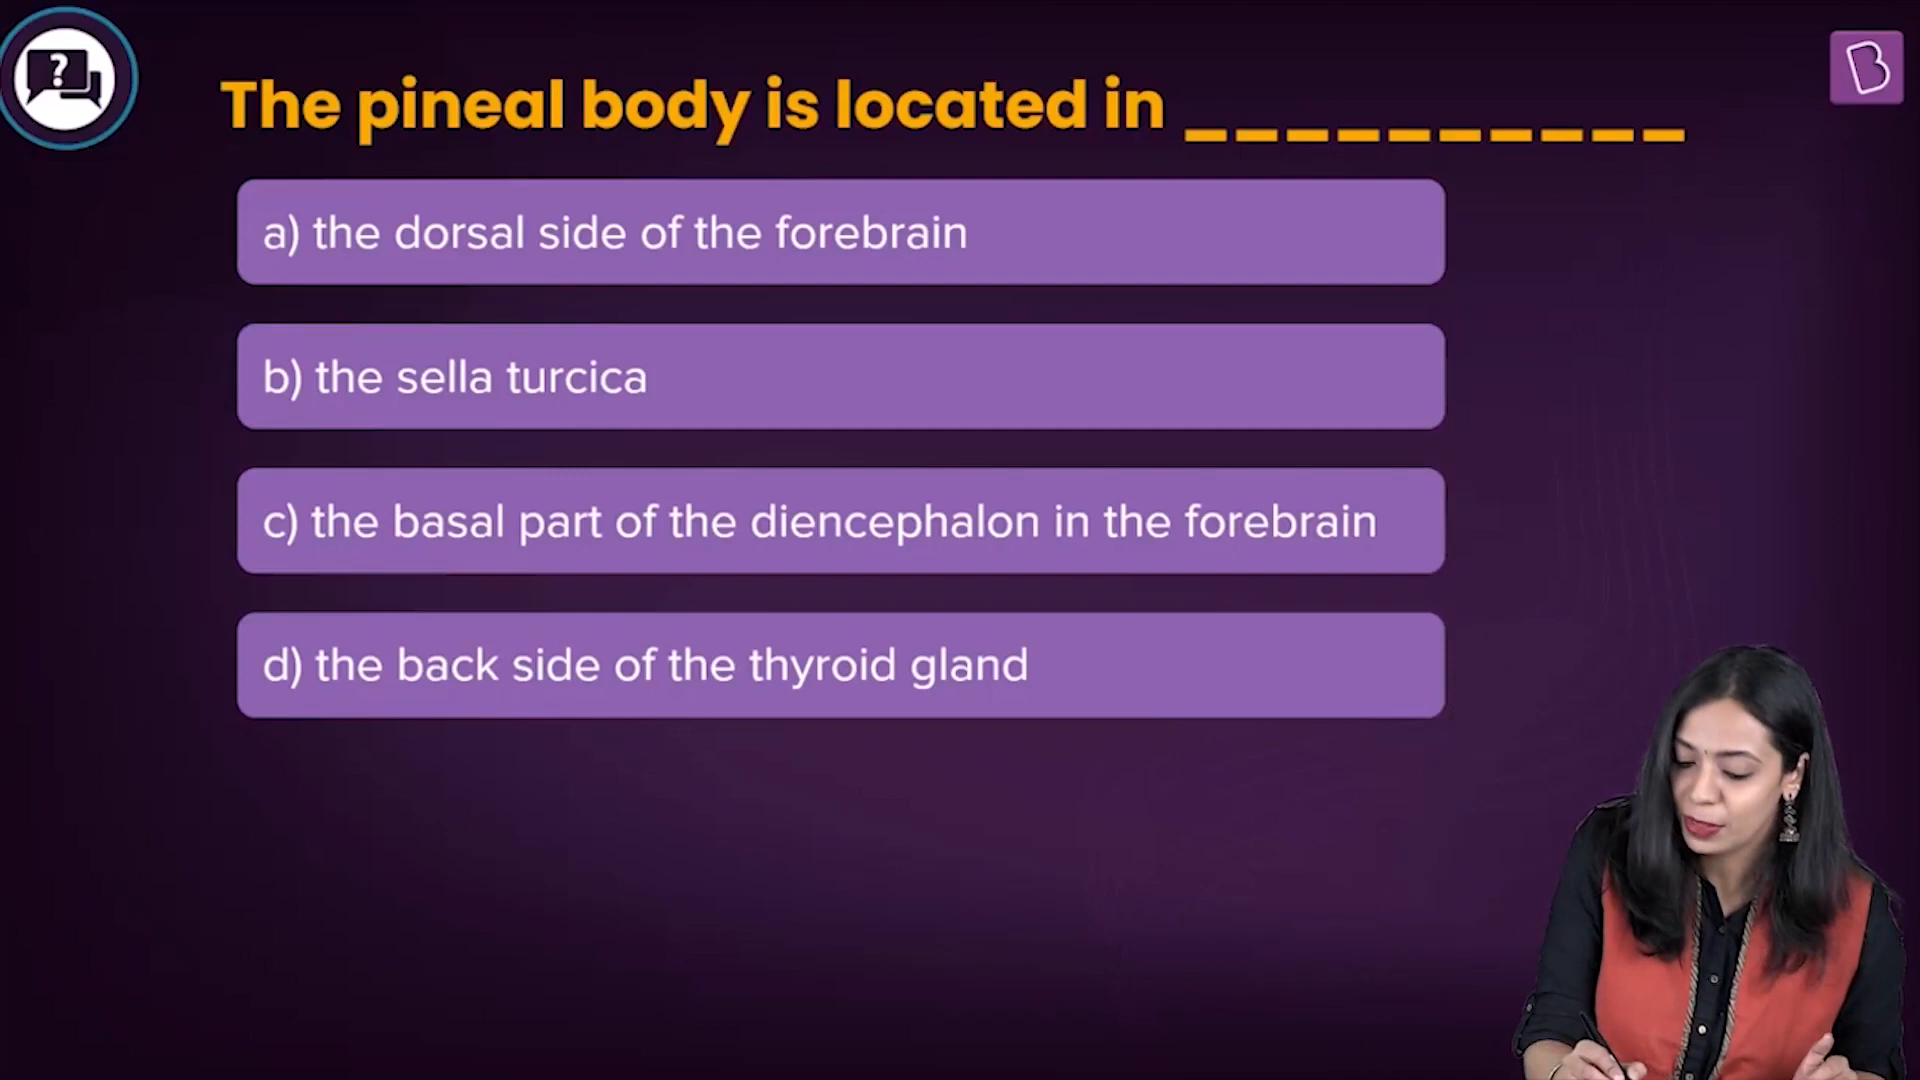 ?
The pineal body is located in __________
B
a) the dorsal side of the forebrain
b) the sella turcica
c) the basal part of the diencephalon in the forebrain
d) the back side of the thyroid gland